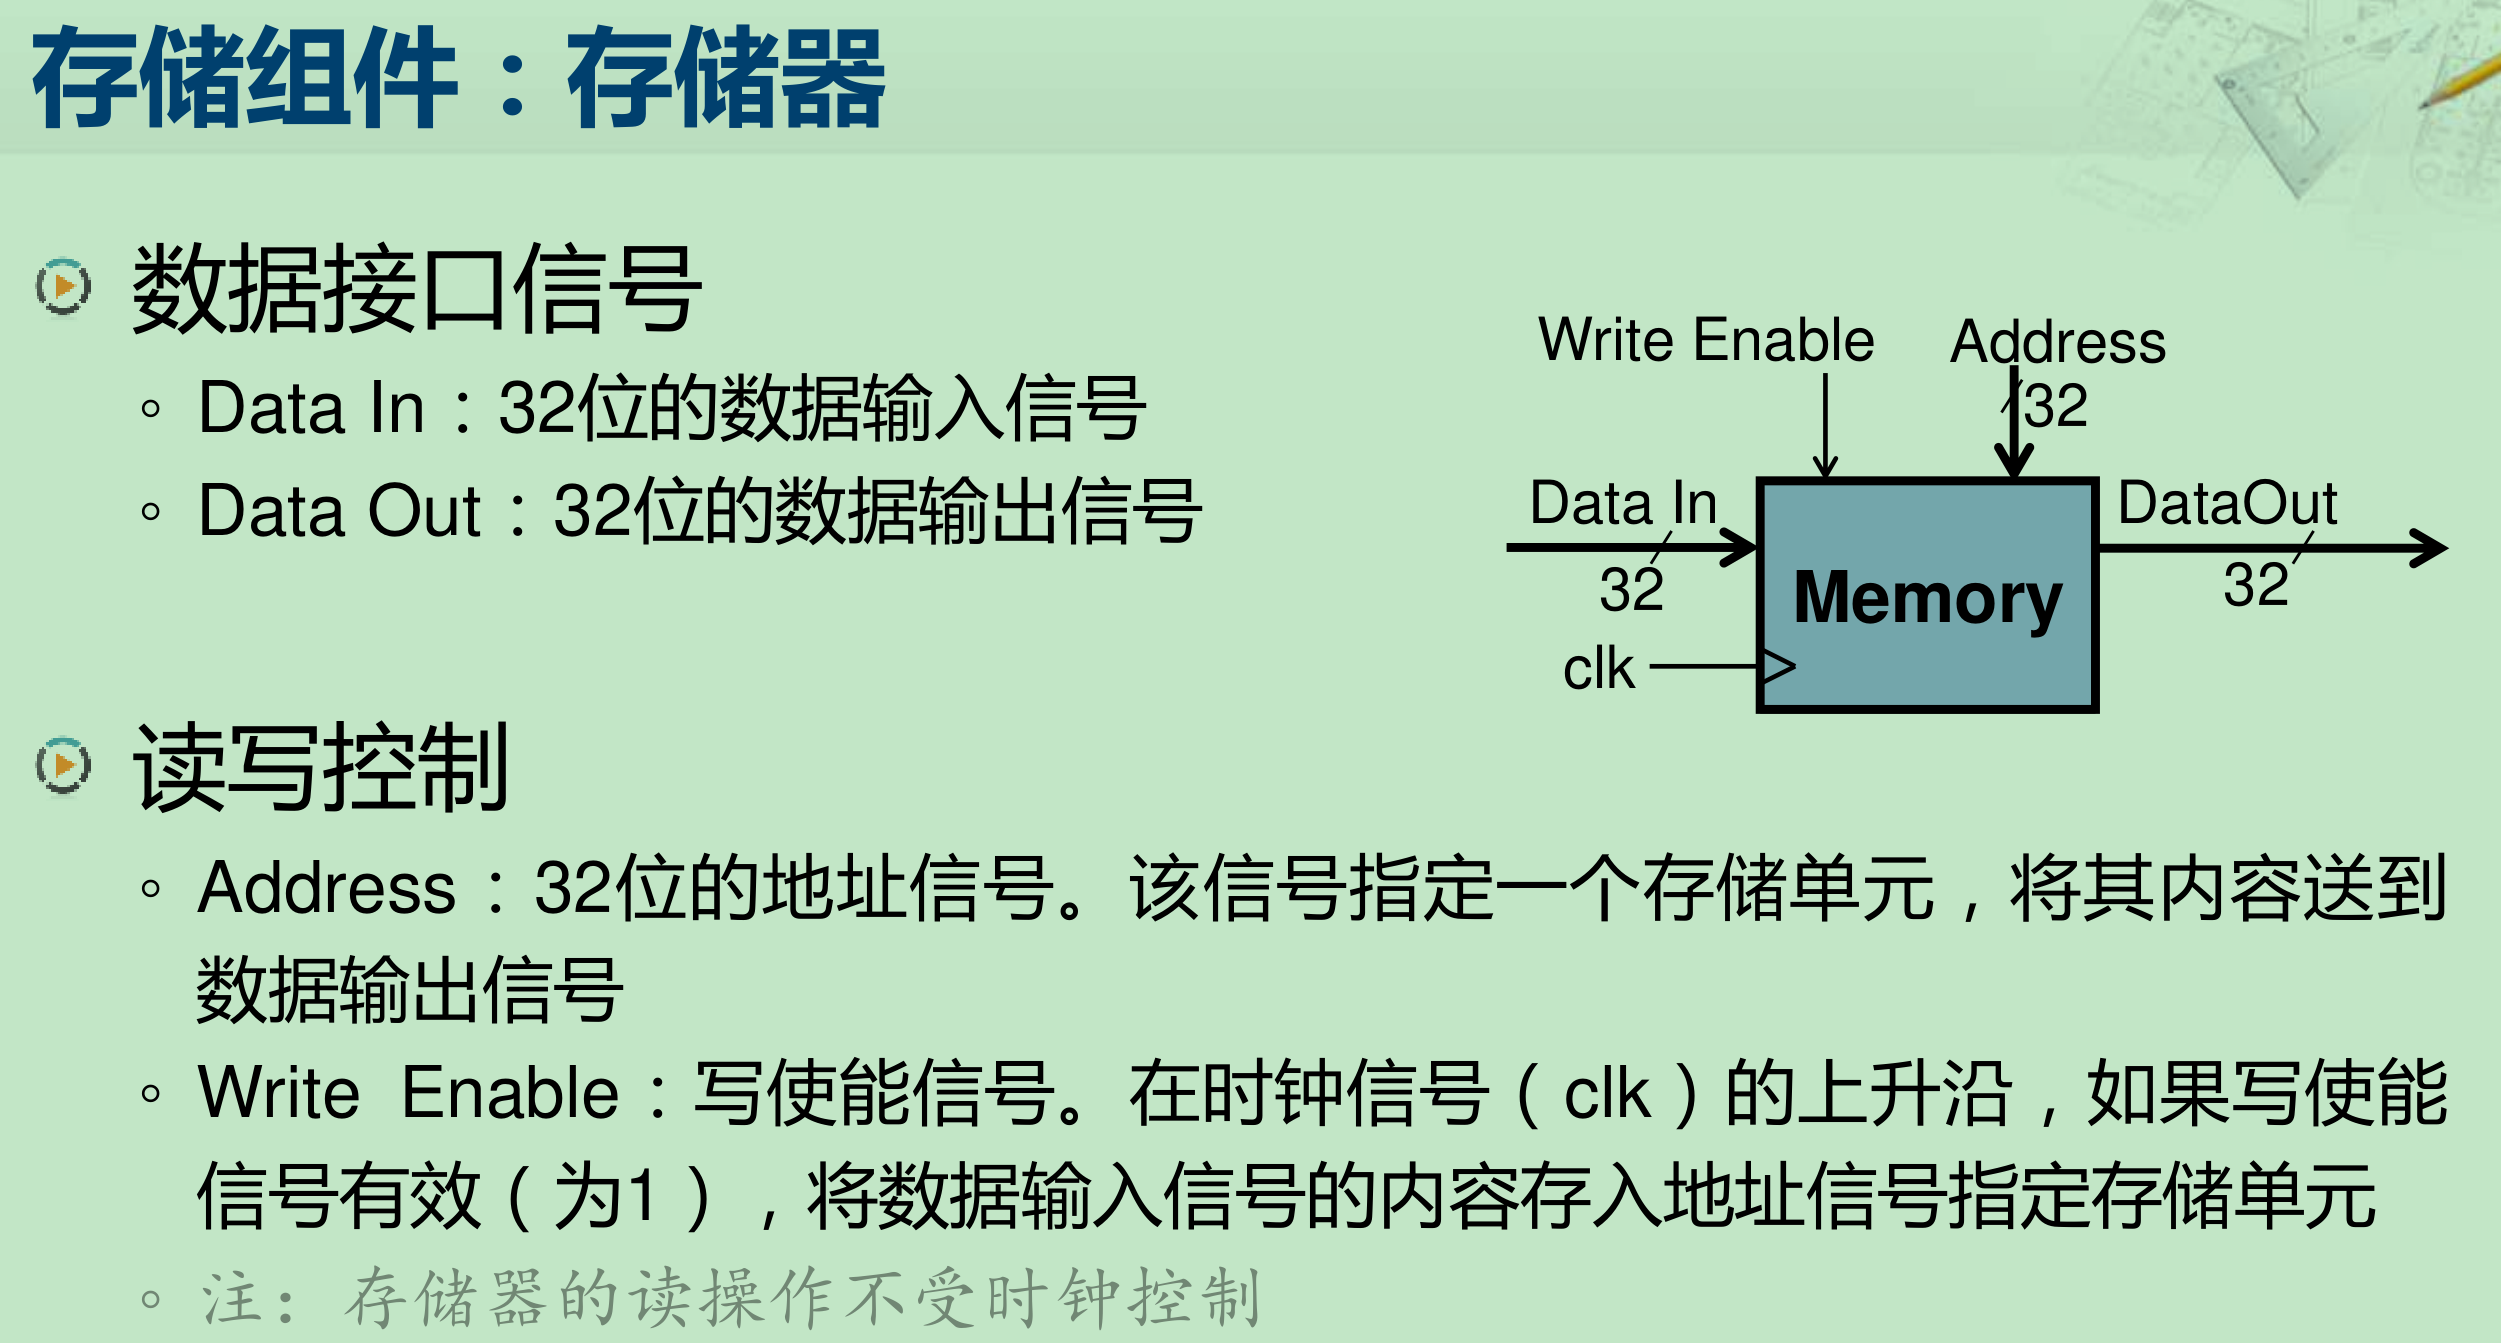 存储组件：存储器
数据接口信号
Data In：32位的数据输入信号
Data Out：32位的数据输出信号
Write Enable
Address
32
Data In
32
Memory
DataOut
32
clk
读写控制
Address：32位的地址信号。该信号指定一个存储单元，将其内容送到
数据输出信号
Write Enable：写使能信号。在时钟信号（clk）的上升沿，如果写使能
信号有效（为1），将数据输入信号的内容存入地址信号指定存储单元
注：存储器的读操作不受时钟控制